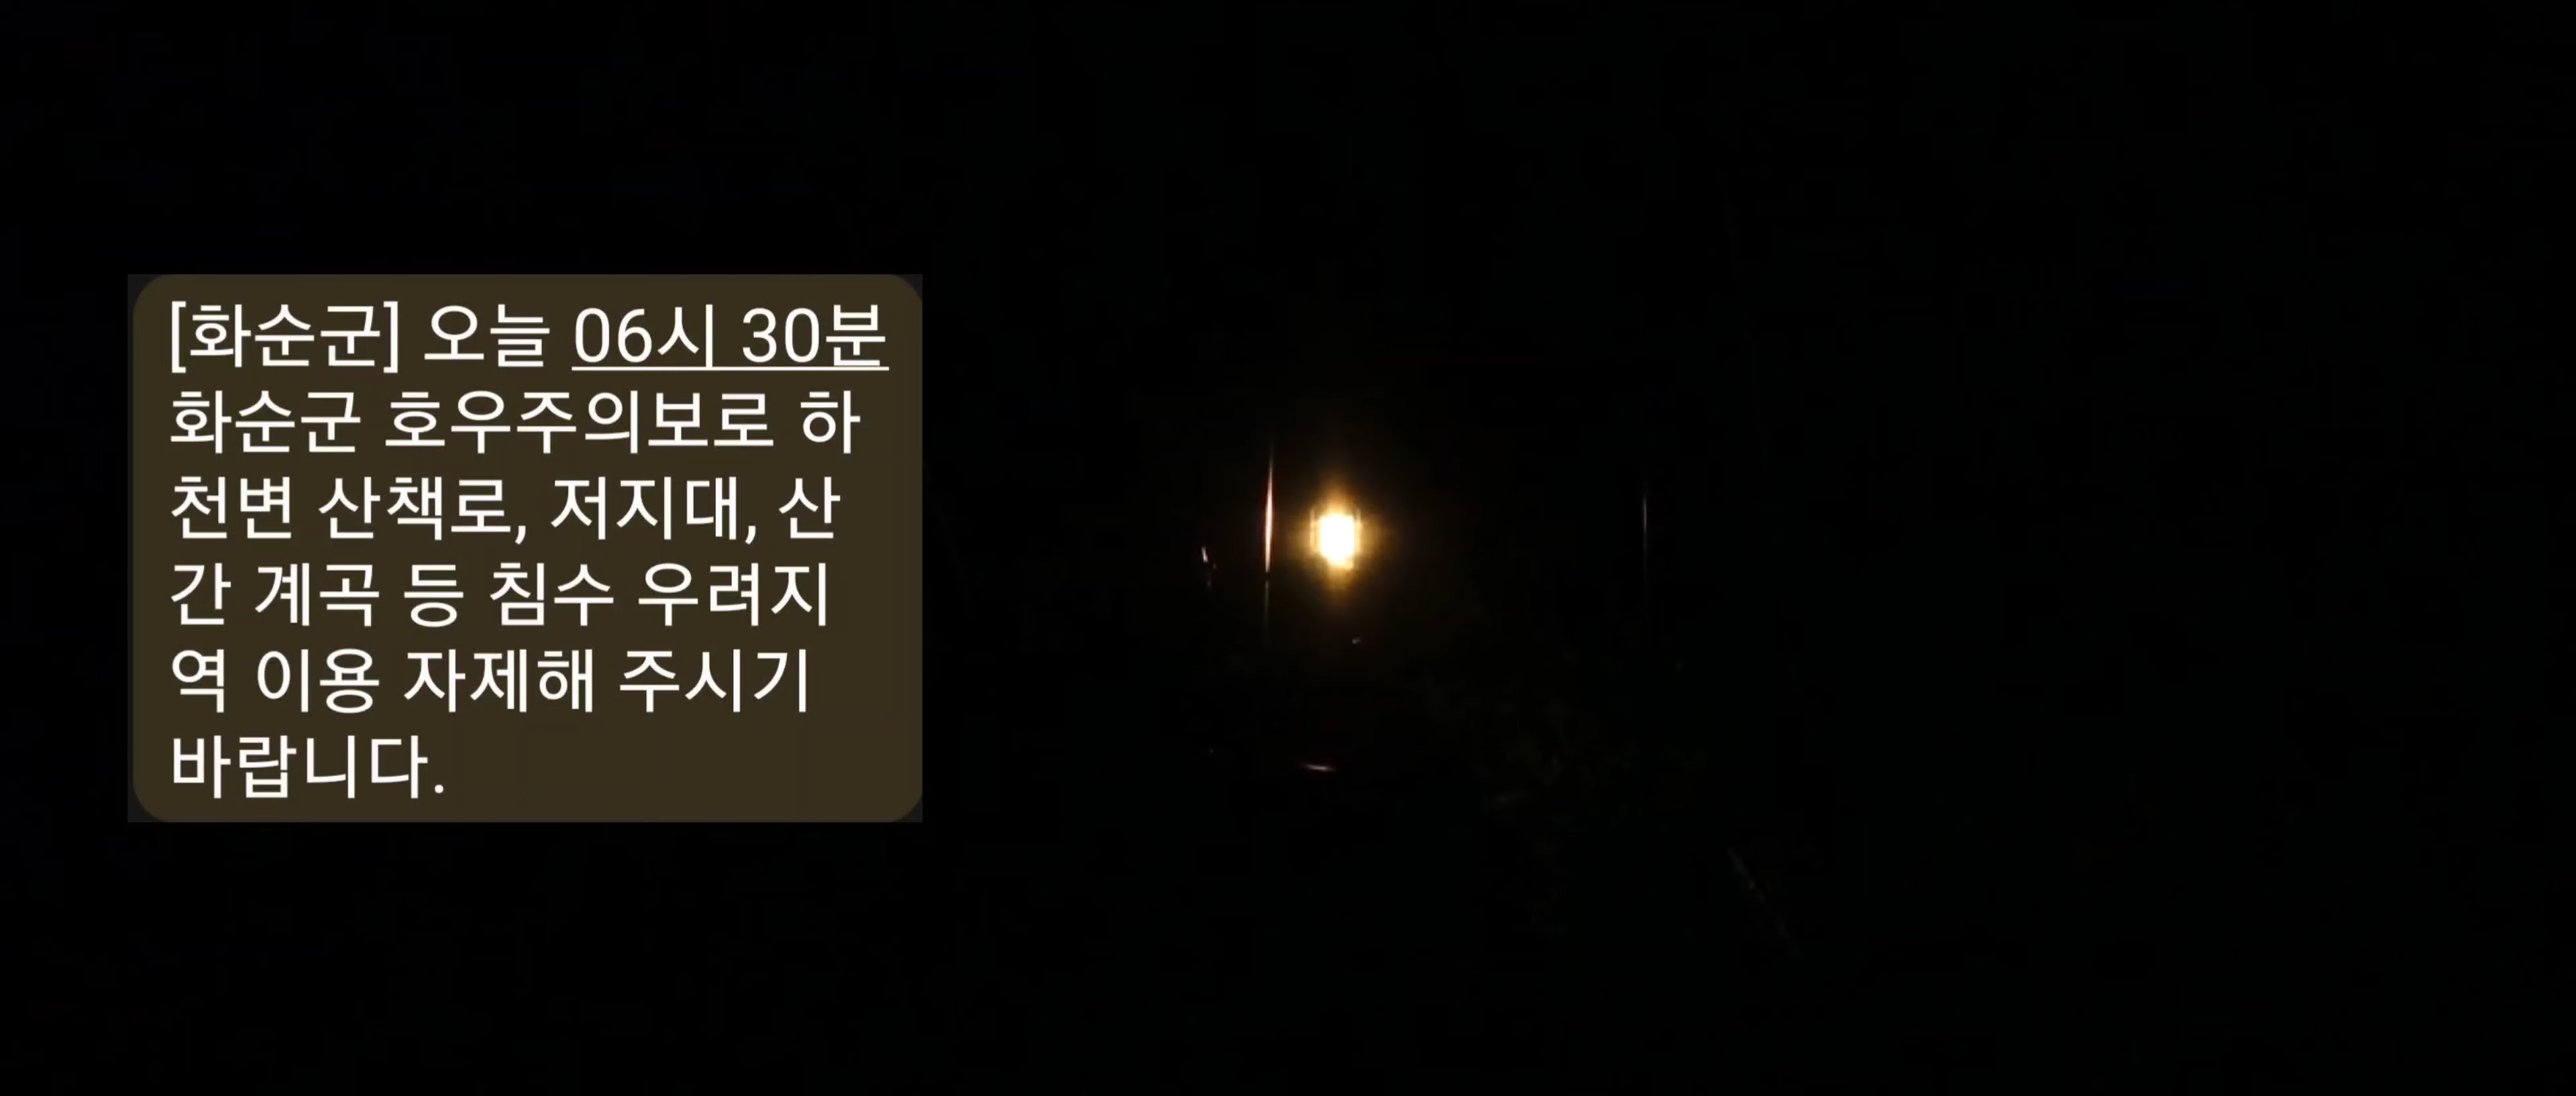 [화순군] 오늘 06시 30분
화순군 호우주의보로 하
천변 산책로, 저지대, 산
간 계곡 등 침수 우려지
역 이용 자제해 주시기
바랍니다.